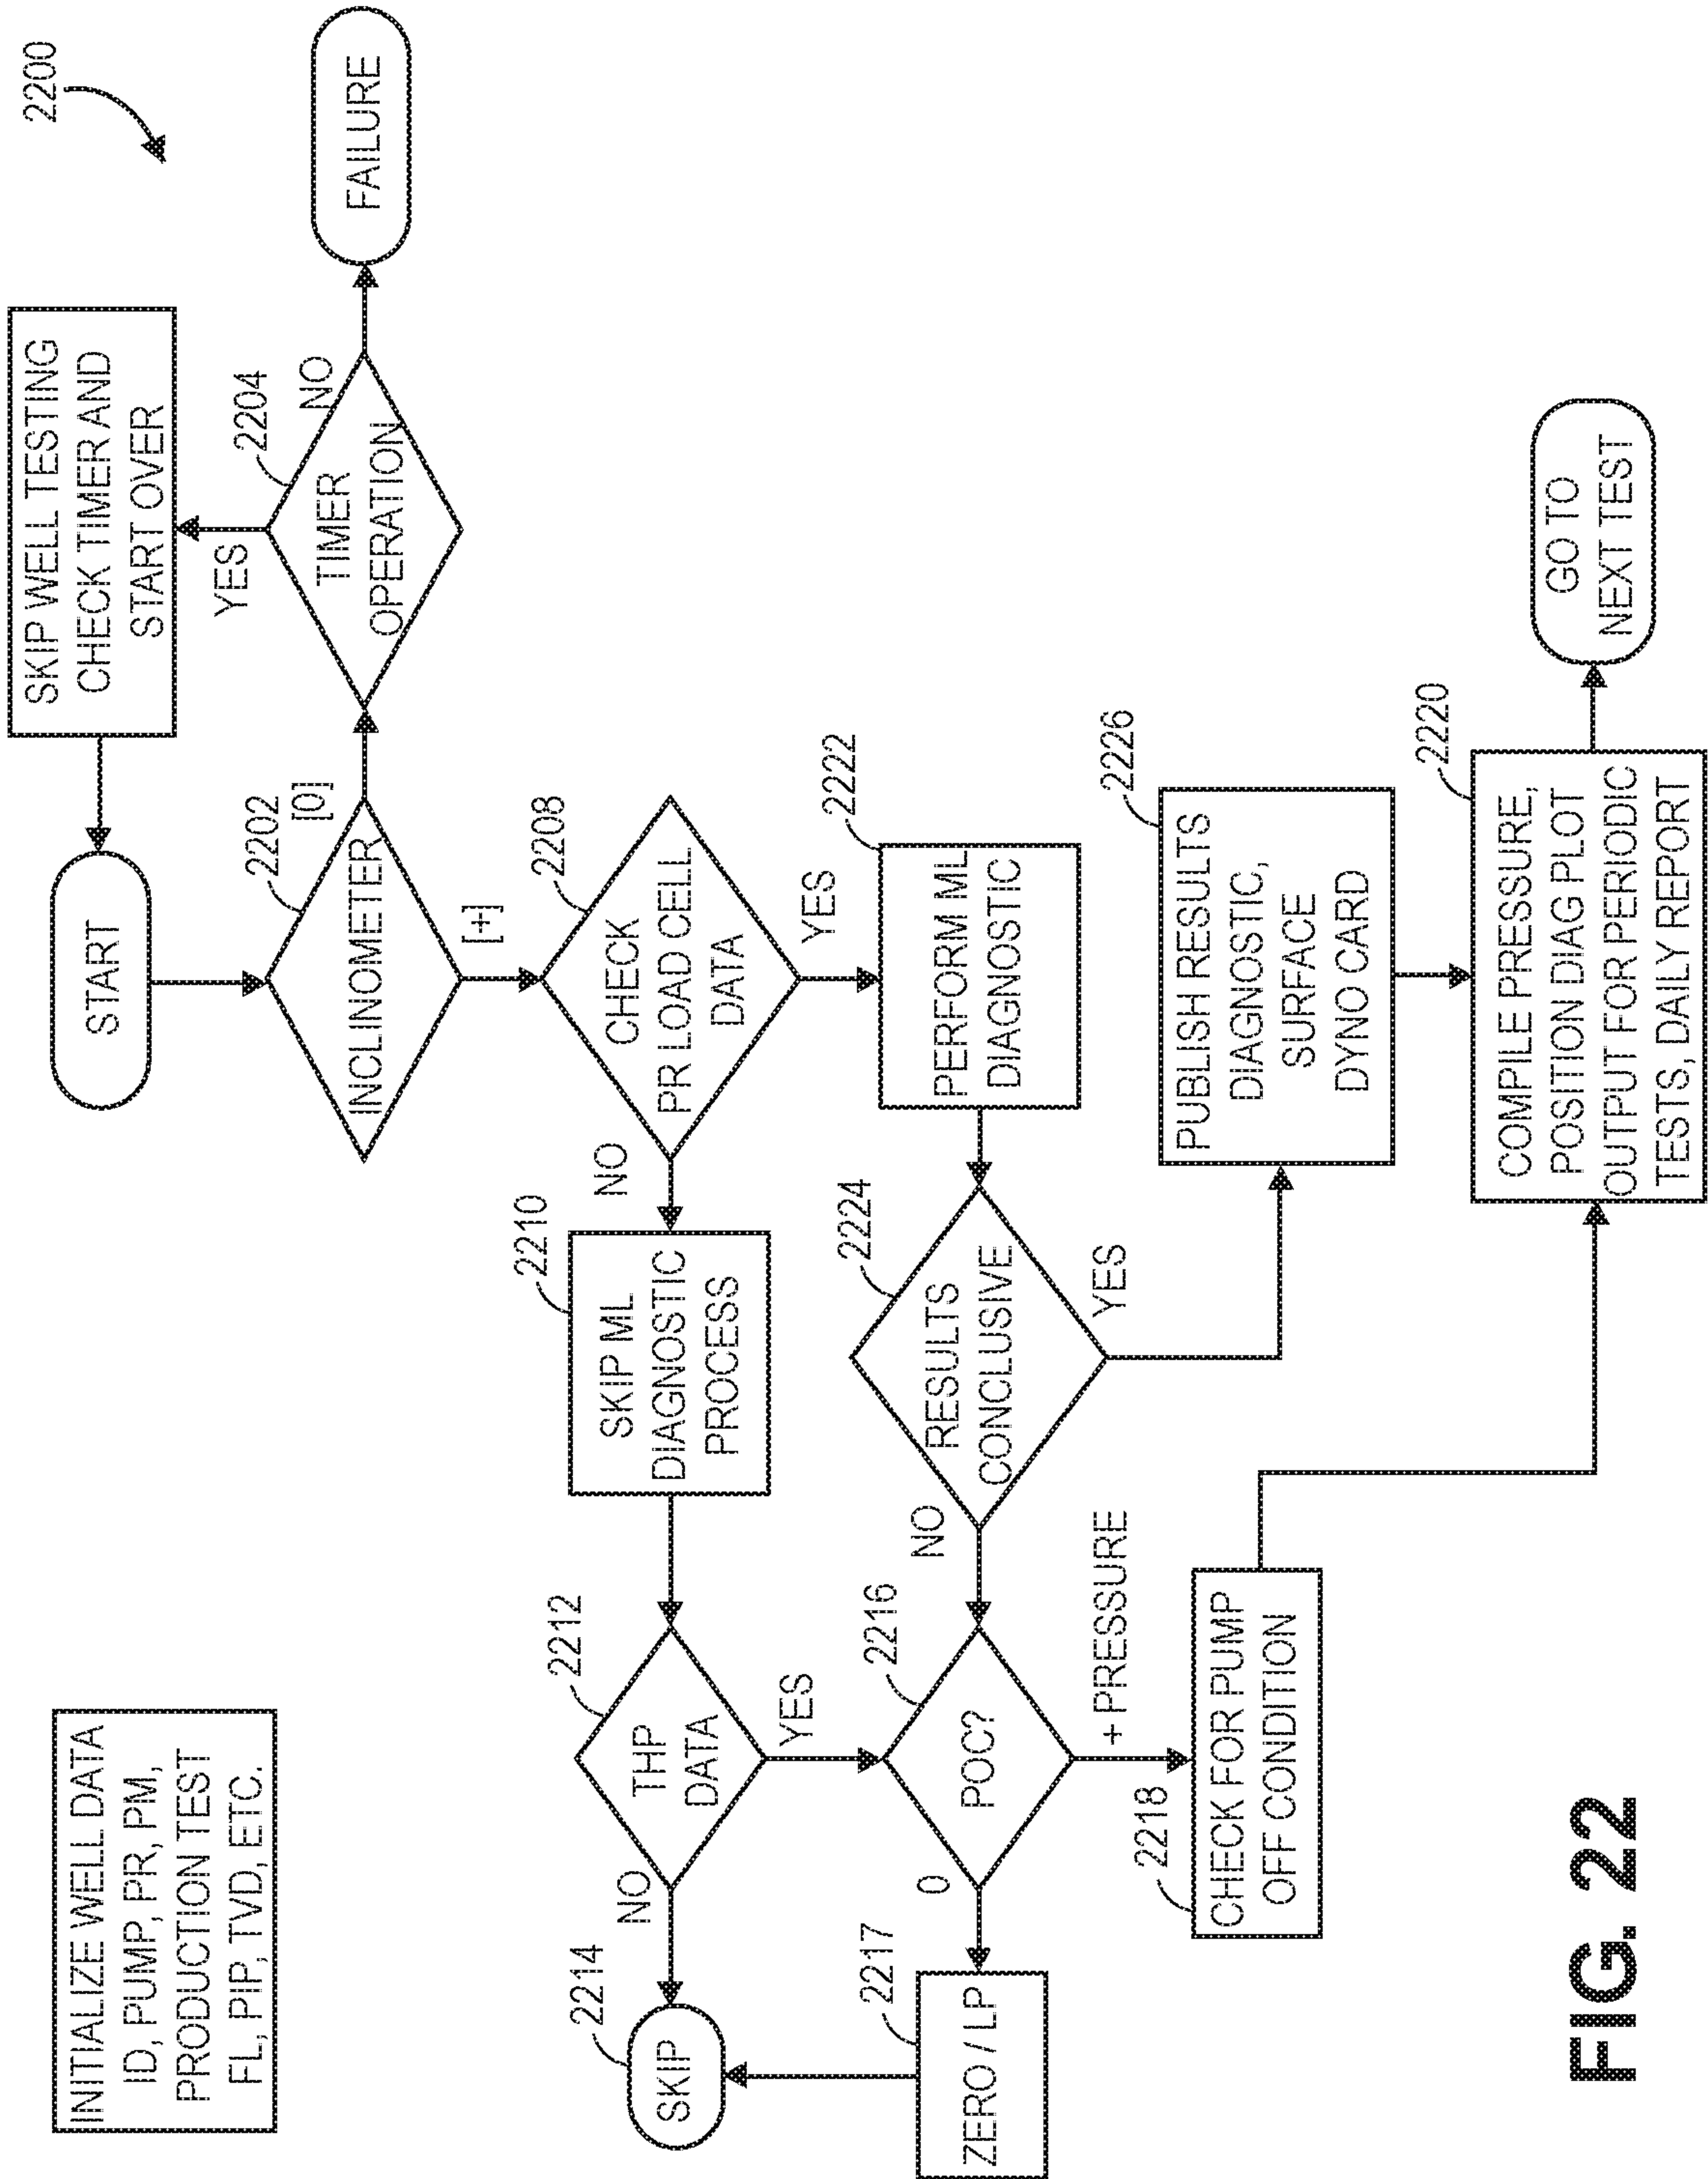 2200
INITIALIZE WELL DATA
ID, PUMP, PR, PM,
PRODUCTION TEST
FL, PIP, TVD, ETC.
START
SKIP WELL TESTING
CHECK TIMER AND
START OVER
2202
INCLINOMETER
[0]
[+]
2204
TIMER
OPERATION
YES
NO
FAILURE
2208
CHECK
PR LOAD CELL
DATA
NO
YES
2210
SKIP ML
DIAGNOSTIC
PROCESS
2212
THP
DATA
NO
YES
2214
SKIP
2222
PERFORM ML
DIAGNOSTIC
2224
RESULTS
CONCLUSIVE
NO
YES
2216
POC?
0
+ PRESSURE
2217
ZERO / LP
2218
CHECK FOR PUMP
OFF CONDITION
2226
PUBLISH RESULTS
DIAGNOSTIC,
SURFACE
DYNO CARD
2220
COMPILE PRESSURE,
POSITION DIAG PLOT
OUTPUT FOR PERIODIC
TESTS, DAILY REPORT
GO TO
NEXT TEST
FIG. 22